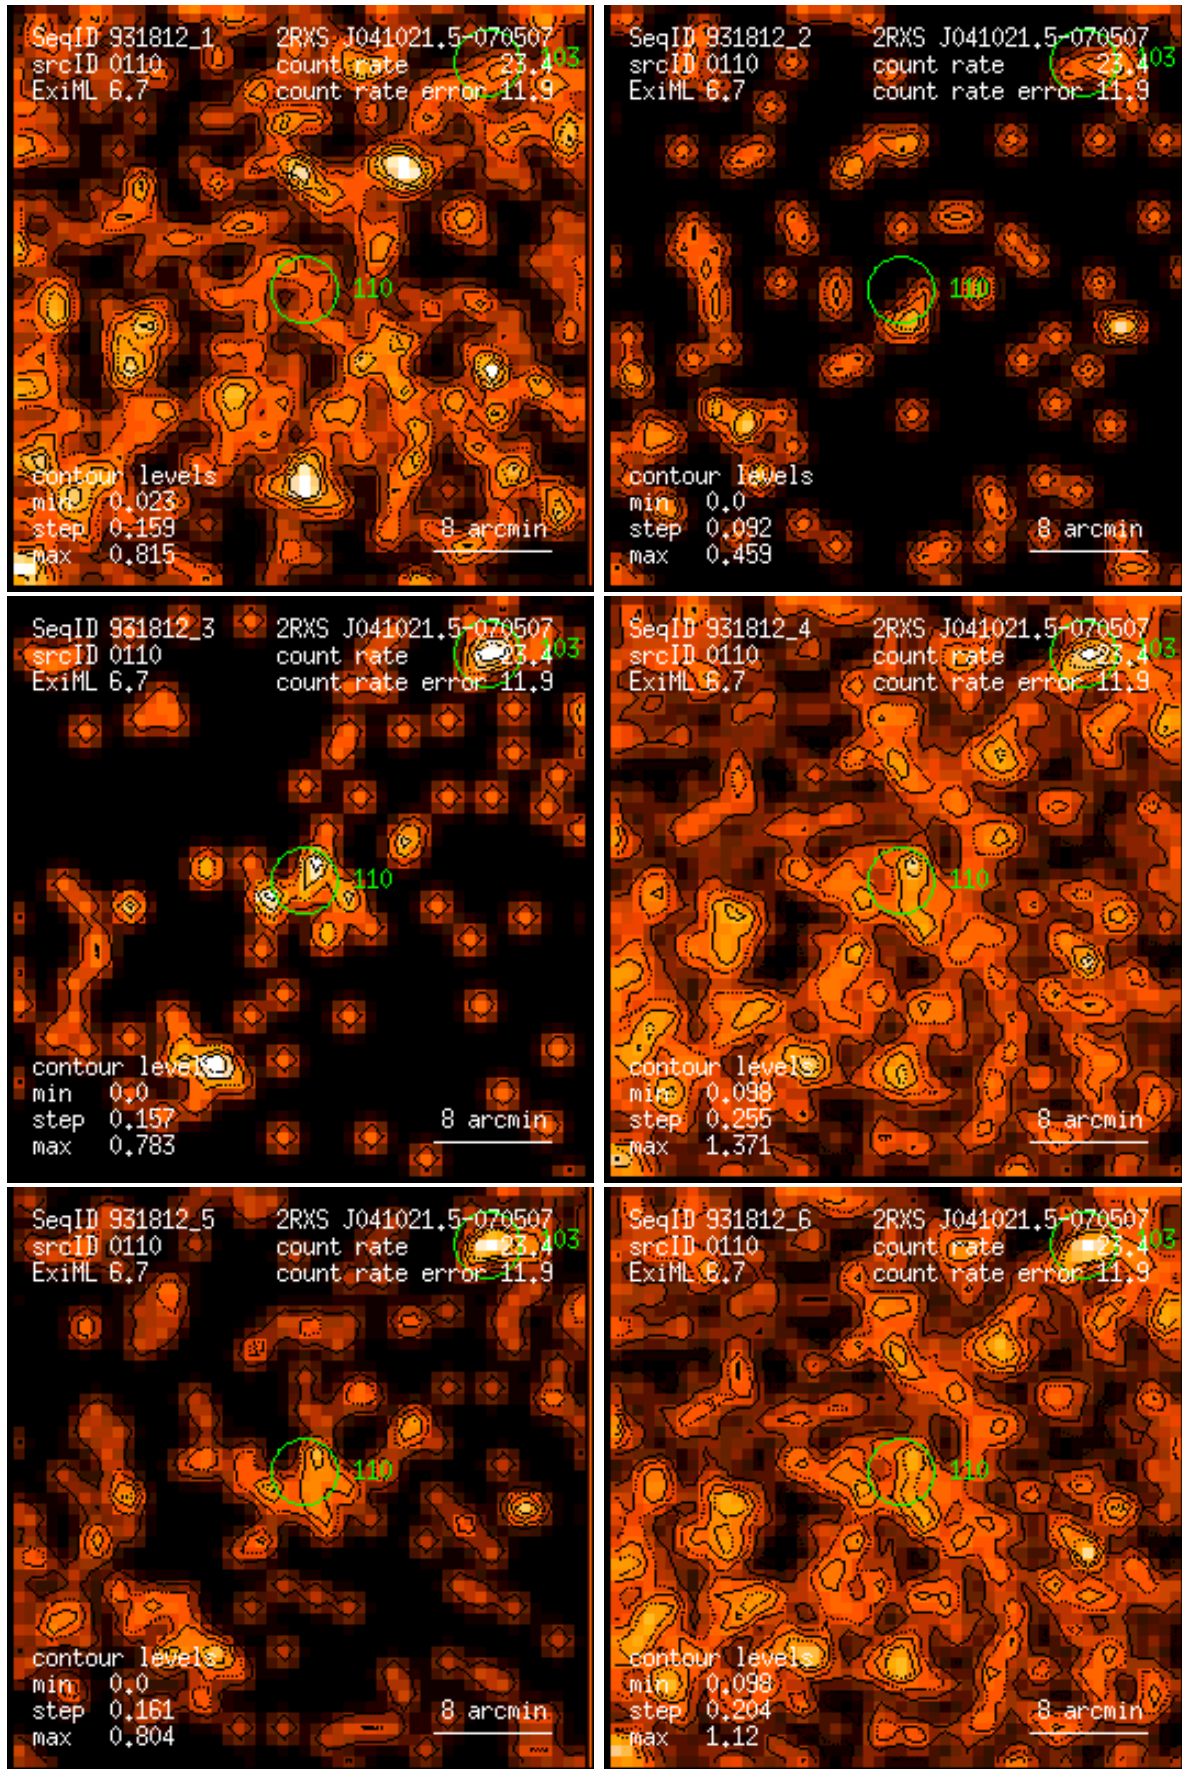 SeqID 931812_1 2RXS J041021.5-070507
srcID 0110 count rate 23.4 103
ExiML 6.7 count rate error 11.9
110
contour levels
min 0.023
step 0.159 8 arcmin
max 0.815
SeqID 931812_2 2RXS J041021.5-070507
srcID 0110 count rate 23.4 103
ExiML 6.7 count rate error 11.9
110
contour levels
min 0.0
step 0.092 8 arcmin
max 0.459
SeqID 931812_3 2RXS J041021.5-070507
srcID 0110 count rate 23.4 103
ExiML 6.7 count rate error 11.9
110
contour levels
min 0.0
step 0.157 8 arcmin
max 0.783
SeqID 931812_4 2RXS J041021.5-070507
srcID 0110 count rate 23.4 103
ExiML 6.7 count rate error 11.9
110
contour levels
min 0.098
step 0.255 8 arcmin
max 1.371
SeqID 931812_5 2RXS J041021.5-070507
srcID 0110 count rate 23.4 103
ExiML 6.7 count rate error 11.9
110
contour levels
min 0.0
step 0.161 8 arcmin
max 0.804
SeqID 931812_6 2RXS J041021.5-070507
srcID 0110 count rate 23.4 103
ExiML 6.7 count rate error 11.9
110
contour levels
min 0.098
step 0.204 8 arcmin
max 1.12